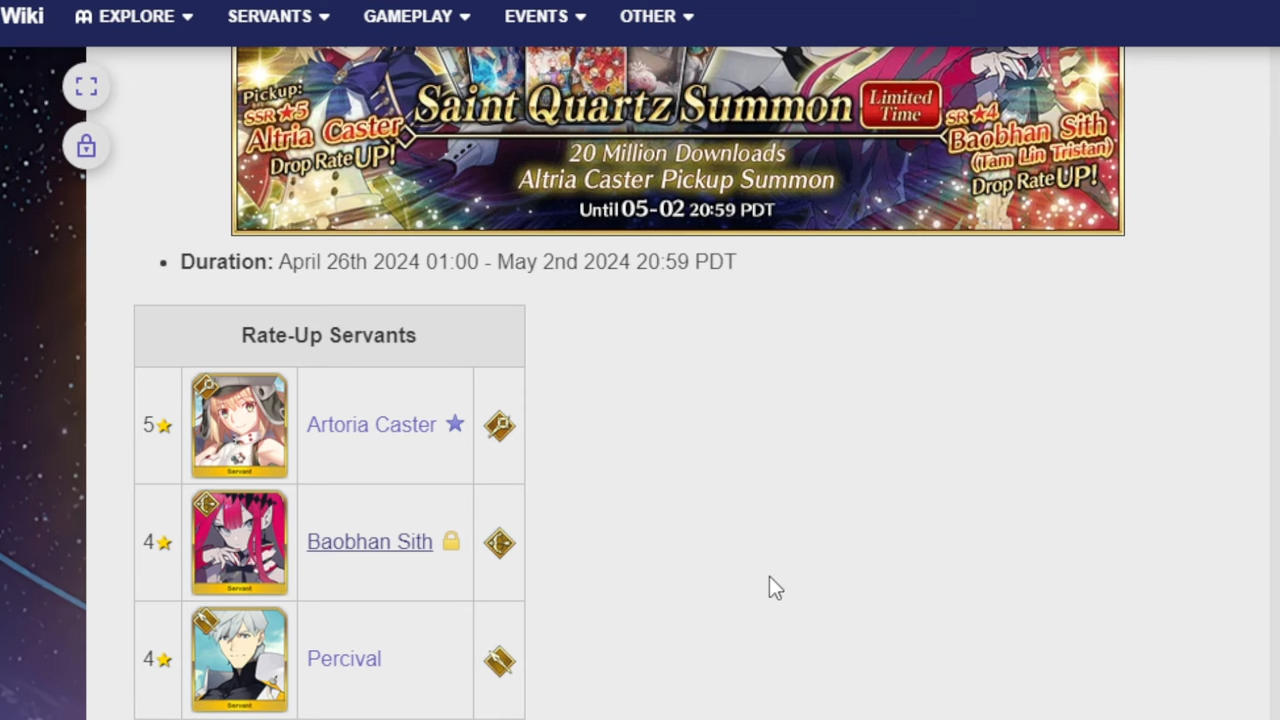 Wiki EXPLORE SERVANTS GAMEPLAY EVENTS OTHER
Pickup:
SSR ★5
Altria Caster
Drop Rate UP!
Saint Quartz Summon
Limited
Time
20 Million Downloads
Altria Caster Pickup Summon
Until 05-02 20:59 PDT
SR ★4
Baobhan Sith
(Tam Lin Tristan)
Drop Rate UP!
• Duration: April 26th 2024 01:00 - May 2nd 2024 20:59 PDT
Rate-Up Servants
5★ Servant Artoria Caster ★
4★ Servant Baobhan Sith
4★ Servant Percival